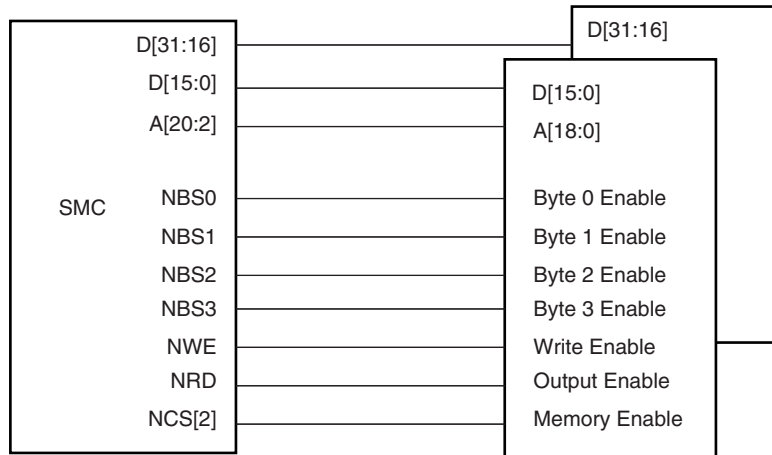 D[31:16] D[31:16]
D[15:0] D[15:0]
A[20:2] A[18:0]
SMC NBS0 Byte 0 Enable
NBS1 Byte 1 Enable
NBS2 Byte 2 Enable
NBS3 Byte 3 Enable
NWE Write Enable
NRD Output Enable
NCS[2] Memory Enable